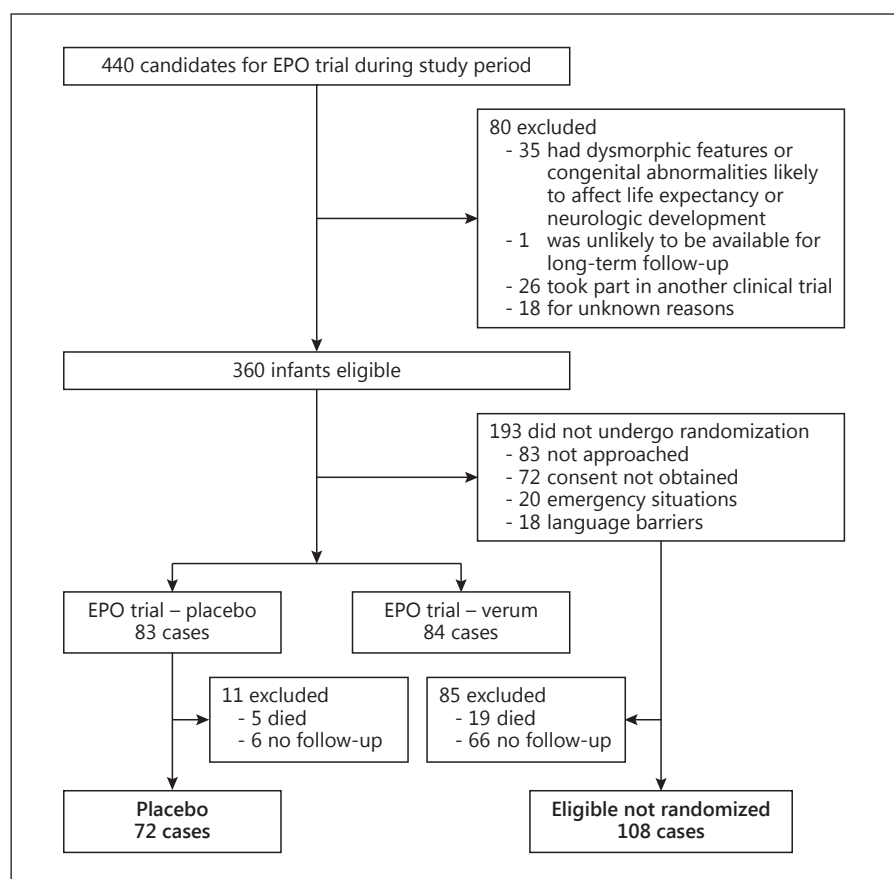 440 candidates for EPO trial during study period
80 excluded
- 35 had dysmorphic features or
congenital abnormalities likely
to affect life expectancy or
neurologic development
- 1 was unlikely to be available for
long-term follow-up
- 26 took part in another clinical trial
- 18 for unknown reasons
360 infants eligible
193 did not undergo randomization
- 83 not approached
- 72 consent not obtained
- 20 emergency situations
- 18 language barriers
EPO trial – placebo
83 cases
EPO trial – verum
84 cases
11 excluded
- 5 died
- 6 no follow-up
85 excluded
- 19 died
- 66 no follow-up
Placebo
72 cases
Eligible not randomized
108 cases